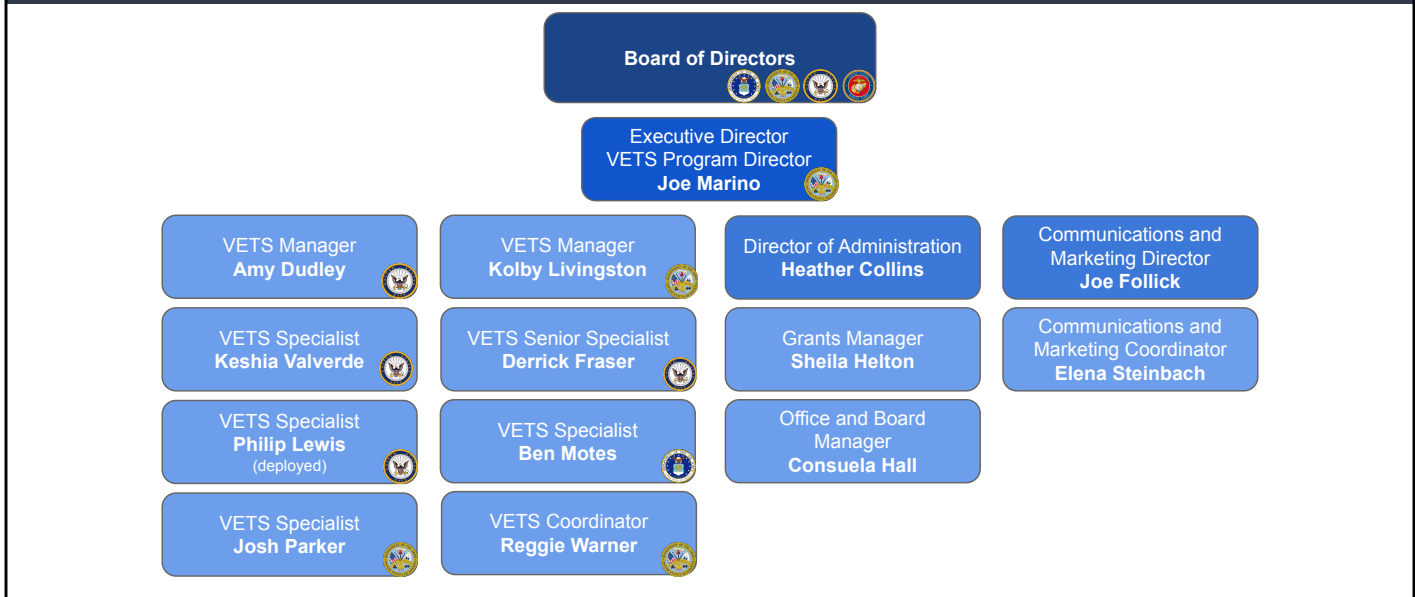 Board of Directors
Executive Director
VETS Program Director
Joe Marino
VETS Manager
Amy Dudley
VETS Manager
Kolby Livingston
Director of Administration
Heather Collins
Communications and
Marketing Director
Joe Follick
VETS Specialist
Keshia Valverde
VETS Senior Specialist
Derrick Fraser
Grants Manager
Sheila Helton
Communications and
Marketing Coordinator
Elena Steinbach
VETS Specialist
Philip Lewis
(deployed)
VETS Specialist
Ben Motes
Office and Board
Manager
Consuela Hall
VETS Specialist
Josh Parker
VETS Coordinator
Reggie Warner